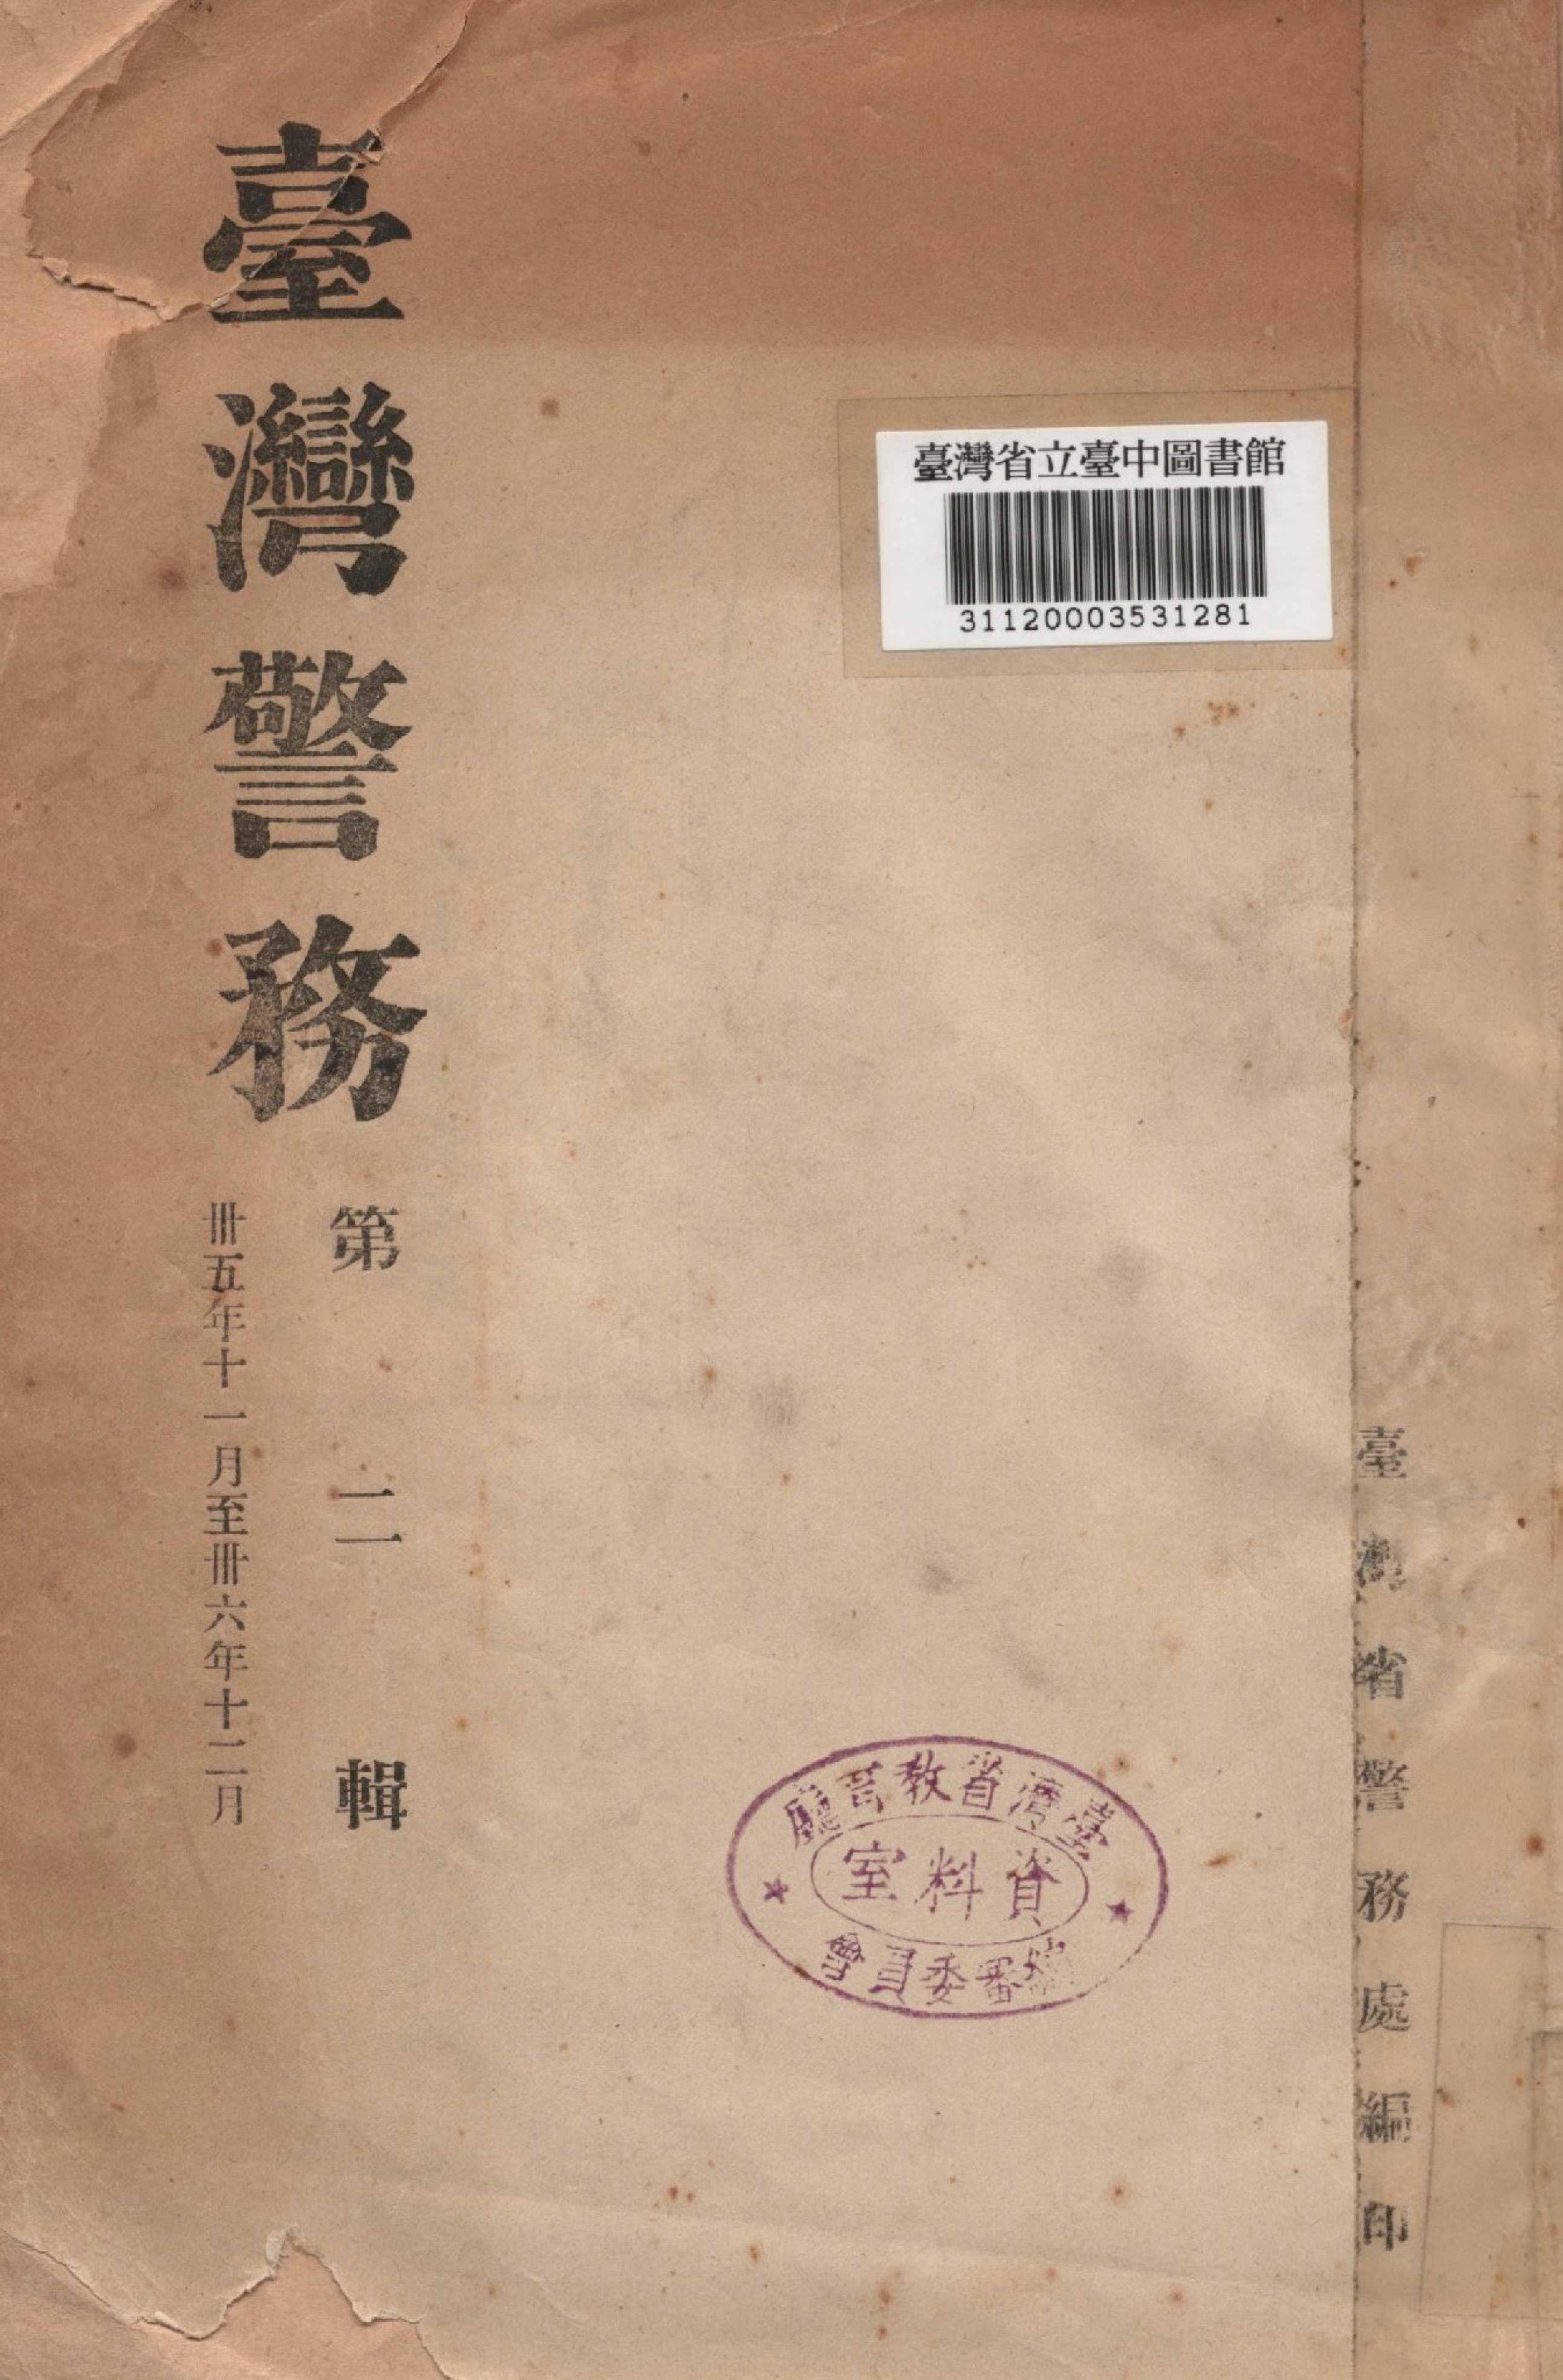 臺灣省警務處編印
臺灣省立臺中圖書館
31120003531281
臺灣省教育廳
資料室
編審委員會
臺灣警務
第二輯
卅五年十一月至卅六年十二月